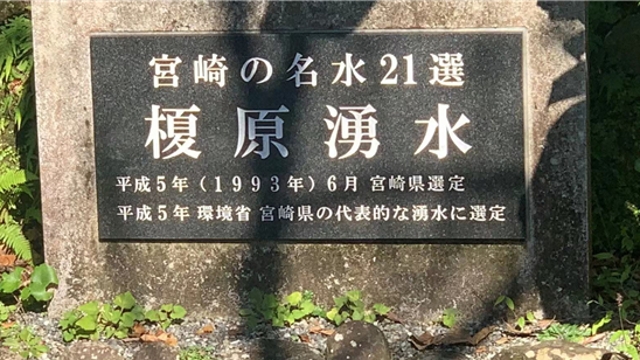 宮崎の名水21選
榎原湧水
平成5年(1993年)6月 宮崎県選定
平成5年 環境省 宮崎県の代表的な湧水に選定